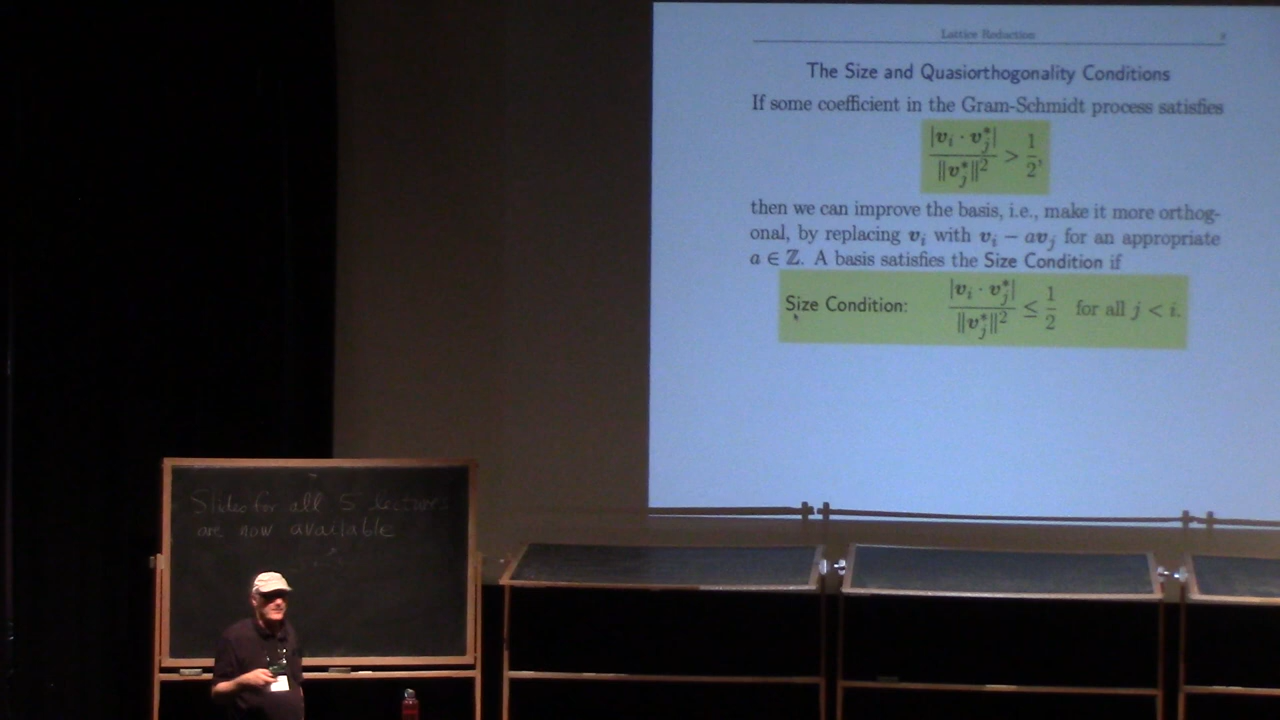 Lattice Reduction
The Size and Quasiorthogonality Conditions
If some coefficient in the Gram-Schmidt process satisfies
|v_i · v_j^*| / ‖v_j^*‖^2 > 1/2,
then we can improve the basis, i.e., make it more orthog-
onal, by replacing v_i with v_i − av_j for an appropriate
a ∈ ℤ. A basis satisfies the Size Condition if
Size Condition: |v_i · v_j^*| / ‖v_j^*‖^2 ≤ 1/2 for all j < i.
Slides for all 5 lectures
are now available